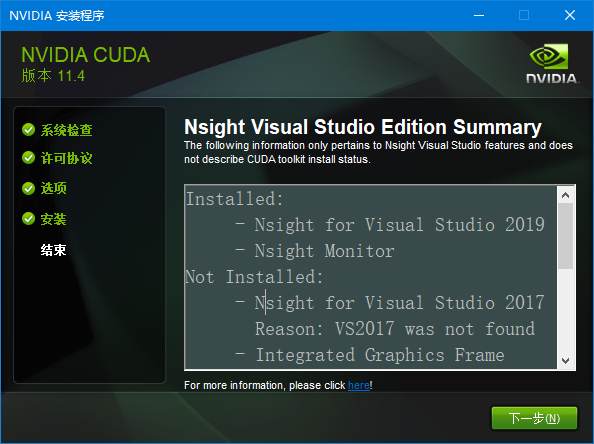 NVIDIA 安装程序
NVIDIA CUDA
版本 11.4
NVIDIA.
系统检查
许可协议
选项
安装
结束
Nsight Visual Studio Edition Summary
The following information only pertains to Nsight Visual Studio features and does
not describe CUDA toolkit install status.
Installed:
- Nsight for Visual Studio 2019
- Nsight Monitor
Not Installed:
- Nsight for Visual Studio 2017
Reason: VS2017 was not found
- Integrated Graphics Frame
For more information, please click here!
下一步(N)